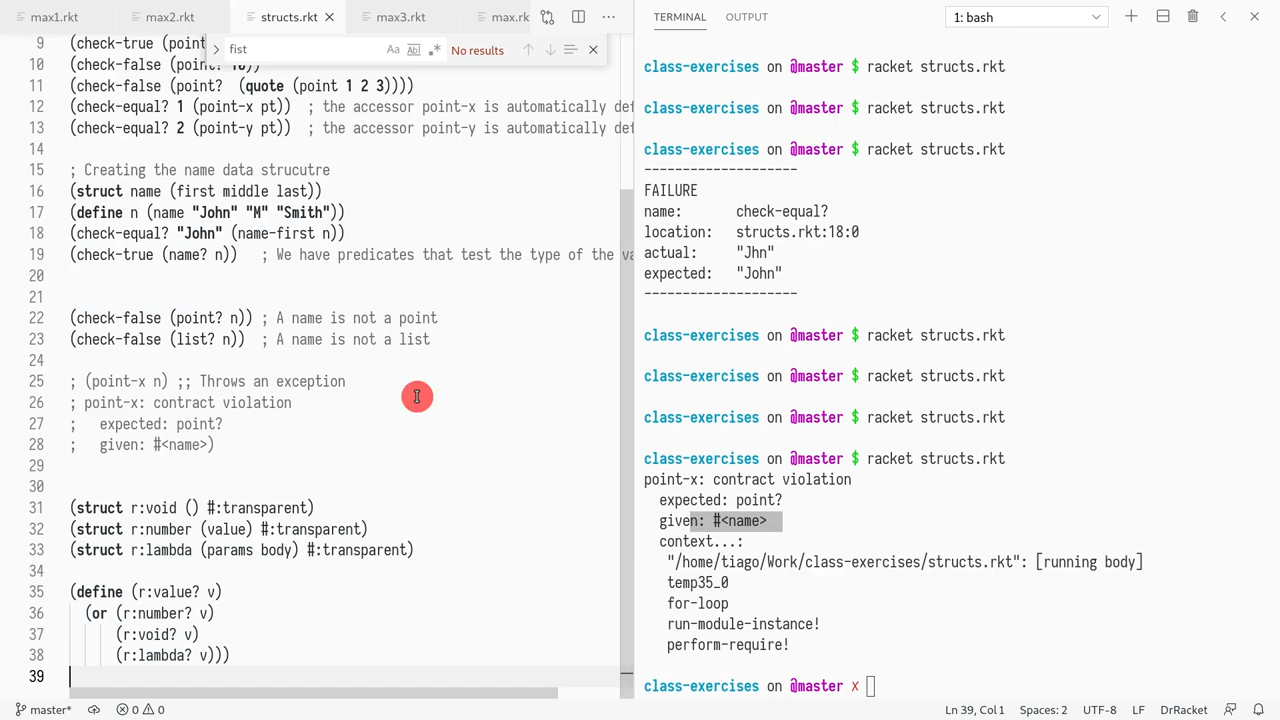 max1.rkt max2.rkt structs.rkt max3.rkt max.rk
fist Aa Abl .* No results
9 (check-true (point
10 (check-false (point? 10))
11 (check-false (point? (quote (point 1 2 3))))
12 (check-equal? 1 (point-x pt)) ; the accessor point-x is automatically def
13 (check-equal? 2 (point-y pt)) ; the accessor point-y is automatically def
14
15 ; Creating the name data strucutre
16 (struct name (first middle last))
17 (define n (name "John" "M" "Smith"))
18 (check-equal? "John" (name-first n))
19 (check-true (name? n)) ; We have predicates that test the type of the va
20
21
22 (check-false (point? n)) ; A name is not a point
23 (check-false (list? n)) ; A name is not a list
24
25 ; (point-x n) ;; Throws an exception
26 ; point-x: contract violation
27 ; expected: point?
28 ; given: #<name>)
29
30
31 (struct r:void () #:transparent)
32 (struct r:number (value) #:transparent)
33 (struct r:lambda (params body) #:transparent)
34
35 (define (r:value? v)
36 (or (r:number? v)
37 (r:void? v)
38 (r:lambda? v)))
39
TERMINAL OUTPUT 1: bash
class-exercises on @master $ racket structs.rkt
class-exercises on @master $ racket structs.rkt
class-exercises on @master $ racket structs.rkt
--------------------
FAILURE
name: check-equal?
location: structs.rkt:18:0
actual: "Jhn"
expected: "John"
--------------------
class-exercises on @master $ racket structs.rkt
class-exercises on @master $ racket structs.rkt
class-exercises on @master $ racket structs.rkt
class-exercises on @master $ racket structs.rkt
point-x: contract violation
expected: point?
given: #<name>
context...:
"/home/tiago/Work/class-exercises/structs.rkt": [running body]
temp35_0
for-loop
run-module-instance!
perform-require!
class-exercises on @master x
master* 0 0 Ln 39, Col 1 Spaces: 2 UTF-8 LF DrRacket